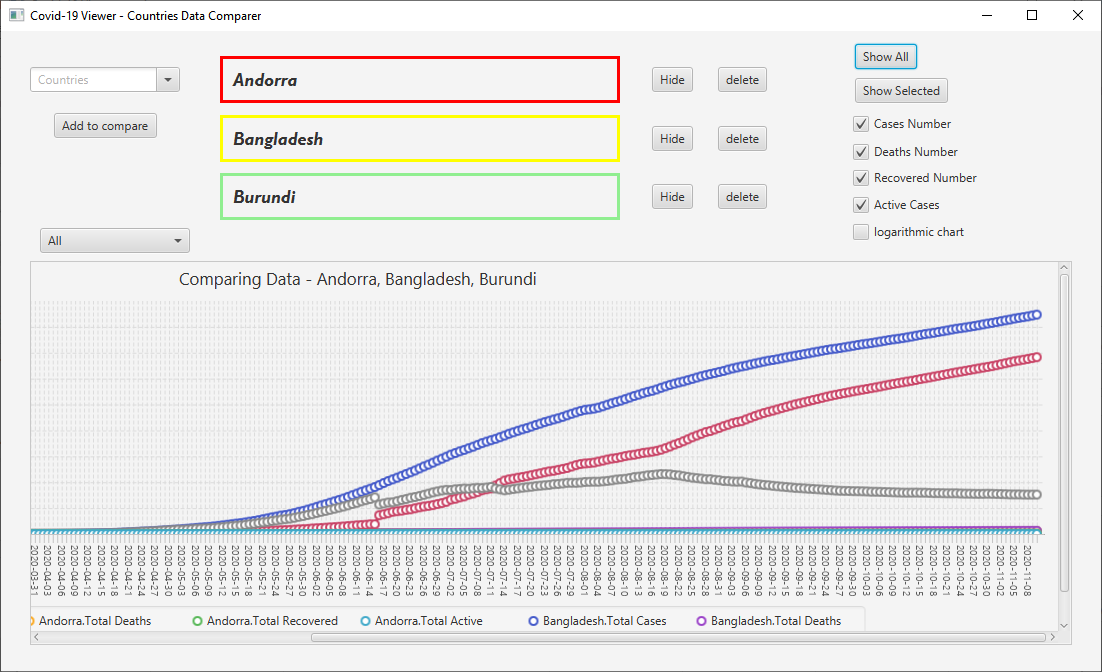 Covid-19 Viewer - Countries Data Comparer
Countries
Add to compare
Andorra
Hide
delete
Bangladesh
Hide
delete
Burundi
Hide
delete
Show All
Show Selected
Cases Number
Deaths Number
Recovered Number
Active Cases
logarithmic chart
All
Comparing Data - Andorra, Bangladesh, Burundi
2020-03-31
2020-04-03
2020-04-06
2020-04-09
2020-04-12
2020-04-15
2020-04-18
2020-04-21
2020-04-24
2020-04-27
2020-04-30
2020-05-03
2020-05-06
2020-05-09
2020-05-12
2020-05-15
2020-05-18
2020-05-21
2020-05-24
2020-05-27
2020-05-30
2020-06-02
2020-06-05
2020-06-08
2020-06-11
2020-06-14
2020-06-17
2020-06-20
2020-06-23
2020-06-26
2020-06-29
2020-07-02
2020-07-05
2020-07-08
2020-07-11
2020-07-14
2020-07-17
2020-07-20
2020-07-23
2020-07-26
2020-07-29
2020-08-01
2020-08-04
2020-08-07
2020-08-10
2020-08-13
2020-08-16
2020-08-19
2020-08-22
2020-08-25
2020-08-28
2020-08-31
2020-09-03
2020-09-06
2020-09-09
2020-09-12
2020-09-15
2020-09-18
2020-09-21
2020-09-24
2020-09-27
2020-09-30
2020-10-03
2020-10-06
2020-10-09
2020-10-12
2020-10-15
2020-10-18
2020-10-21
2020-10-24
2020-10-27
2020-10-30
2020-11-02
2020-11-05
2020-11-08
Andorra.Total Deaths
Andorra.Total Recovered
Andorra.Total Active
Bangladesh.Total Cases
Bangladesh.Total Deaths